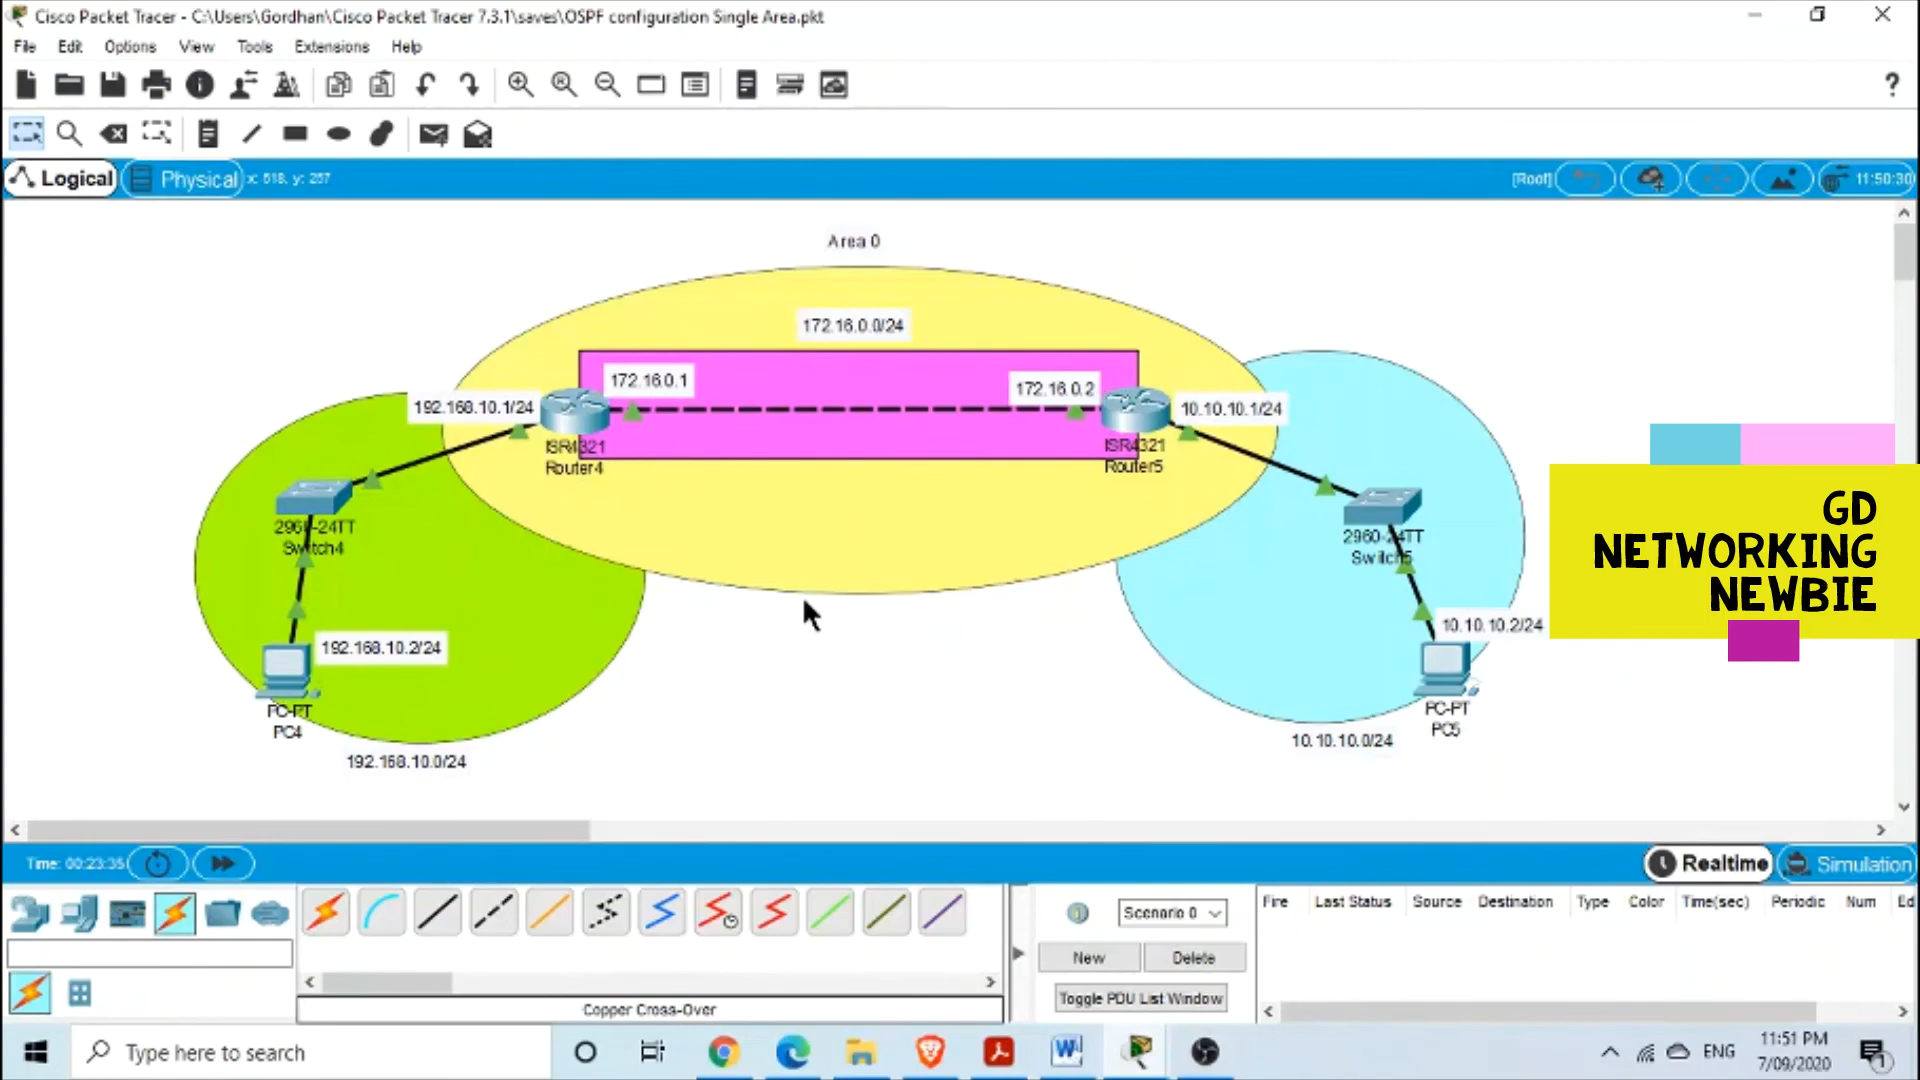 Cisco Packet Tracer - C:\Users\Gordhan\Cisco Packet Tracer 7.3.1\saves\OSPF configuration Single Area.pkt
File Edit Options View Tools Extensions Help
?
Logical Physical x: 618, y: 257 [Root] 11:50:30
Area 0
172.16.0.0/24
172.16.0.1
172.16.0.2
192.168.10.1/24
10.10.10.1/24
ISR4321
Router4
ISR4321
Router5
2960-24TT
Switch4
2960-24TT
Switch5
192.168.10.2/24
10.10.10.2/24
PC-PT
PC4
PC-PT
PC5
192.168.10.0/24
10.10.10.0/24
GD
NETWORKING
NEWBIE
Time: 00:23:35 Realtime Simulation
Scenario 0
New Delete
Toggle PDU List Window
Fire Last Status Source Destination Type Color Time(sec) Periodic Num Ed
Copper Cross-Over
Type here to search
ENG
11:51 PM
7/09/2020
1